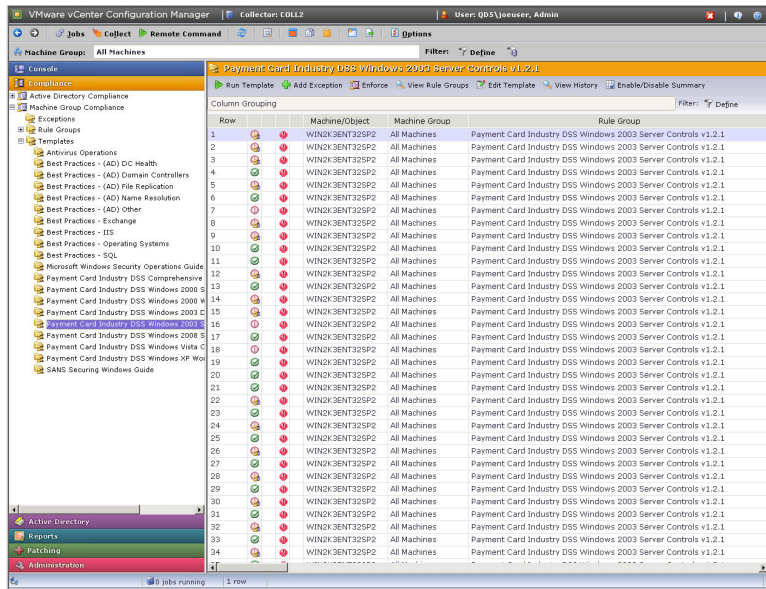 VMware vCenter Configuration Manager | Collector: COLL2 User: QD5\joeuser, Admin
Jobs Collect Remote Command Options
Machine Group: All Machines Filter: Define
Console
Compliance
Active Directory Compliance
Machine Group Compliance
Exceptions
Rule Groups
Templates
Antivirus Operations
Best Practices - (AD) DC Health
Best Practices - (AD) Domain Controllers
Best Practices - (AD) File Replication
Best Practices - (AD) Name Resolution
Best Practices - (AD) Other
Best Practices - Exchange
Best Practices - IIS
Best Practices - Operating Systems
Best Practices - SQL
Microsoft Windows Security Operations Guide
Payment Card Industry DSS Comprehensive
Payment Card Industry DSS Windows 2000 S
Payment Card Industry DSS Windows 2000 W
Payment Card Industry DSS Windows 2003 D
Payment Card Industry DSS Windows 2003 S
Payment Card Industry DSS Windows 2008 S
Payment Card Industry DSS Windows Vista C
Payment Card Industry DSS Windows XP Wor
SANS Securing Windows Guide
Active Directory
Reports
Patching
Administration
Payment Card Industry DSS Windows 2003 Server Controls v1.2.1
Run Template Add Exception Enforce View Rule Groups Edit Template View History Enable/Disable Summary
Column Grouping Filter: Define
Row Machine/Object Machine Group Rule Group
1 WIN2K3ENT32SP2 All Machines Payment Card Industry DSS Windows 2003 Server Controls v1.2.1
2 WIN2K3ENT32SP2 All Machines Payment Card Industry DSS Windows 2003 Server Controls v1.2.1
3 WIN2K3ENT32SP2 All Machines Payment Card Industry DSS Windows 2003 Server Controls v1.2.1
4 WIN2K3ENT32SP2 All Machines Payment Card Industry DSS Windows 2003 Server Controls v1.2.1
5 WIN2K3ENT32SP2 All Machines Payment Card Industry DSS Windows 2003 Server Controls v1.2.1
6 WIN2K3ENT32SP2 All Machines Payment Card Industry DSS Windows 2003 Server Controls v1.2.1
7 WIN2K3ENT32SP2 All Machines Payment Card Industry DSS Windows 2003 Server Controls v1.2.1
8 WIN2K3ENT32SP2 All Machines Payment Card Industry DSS Windows 2003 Server Controls v1.2.1
9 WIN2K3ENT32SP2 All Machines Payment Card Industry DSS Windows 2003 Server Controls v1.2.1
10 WIN2K3ENT32SP2 All Machines Payment Card Industry DSS Windows 2003 Server Controls v1.2.1
11 WIN2K3ENT32SP2 All Machines Payment Card Industry DSS Windows 2003 Server Controls v1.2.1
12 WIN2K3ENT32SP2 All Machines Payment Card Industry DSS Windows 2003 Server Controls v1.2.1
13 WIN2K3ENT32SP2 All Machines Payment Card Industry DSS Windows 2003 Server Controls v1.2.1
14 WIN2K3ENT32SP2 All Machines Payment Card Industry DSS Windows 2003 Server Controls v1.2.1
15 WIN2K3ENT32SP2 All Machines Payment Card Industry DSS Windows 2003 Server Controls v1.2.1
16 WIN2K3ENT32SP2 All Machines Payment Card Industry DSS Windows 2003 Server Controls v1.2.1
17 WIN2K3ENT32SP2 All Machines Payment Card Industry DSS Windows 2003 Server Controls v1.2.1
18 WIN2K3ENT32SP2 All Machines Payment Card Industry DSS Windows 2003 Server Controls v1.2.1
19 WIN2K3ENT32SP2 All Machines Payment Card Industry DSS Windows 2003 Server Controls v1.2.1
20 WIN2K3ENT32SP2 All Machines Payment Card Industry DSS Windows 2003 Server Controls v1.2.1
21 WIN2K3ENT32SP2 All Machines Payment Card Industry DSS Windows 2003 Server Controls v1.2.1
22 WIN2K3ENT32SP2 All Machines Payment Card Industry DSS Windows 2003 Server Controls v1.2.1
23 WIN2K3ENT32SP2 All Machines Payment Card Industry DSS Windows 2003 Server Controls v1.2.1
24 WIN2K3ENT32SP2 All Machines Payment Card Industry DSS Windows 2003 Server Controls v1.2.1
25 WIN2K3ENT32SP2 All Machines Payment Card Industry DSS Windows 2003 Server Controls v1.2.1
26 WIN2K3ENT32SP2 All Machines Payment Card Industry DSS Windows 2003 Server Controls v1.2.1
27 WIN2K3ENT32SP2 All Machines Payment Card Industry DSS Windows 2003 Server Controls v1.2.1
28 WIN2K3ENT32SP2 All Machines Payment Card Industry DSS Windows 2003 Server Controls v1.2.1
29 WIN2K3ENT32SP2 All Machines Payment Card Industry DSS Windows 2003 Server Controls v1.2.1
30 WIN2K3ENT32SP2 All Machines Payment Card Industry DSS Windows 2003 Server Controls v1.2.1
31 WIN2K3ENT32SP2 All Machines Payment Card Industry DSS Windows 2003 Server Controls v1.2.1
32 WIN2K3ENT32SP2 All Machines Payment Card Industry DSS Windows 2003 Server Controls v1.2.1
33 WIN2K3ENT32SP2 All Machines Payment Card Industry DSS Windows 2003 Server Controls v1.2.1
34 WIN2K3ENT32SP2 All Machines Payment Card Industry DSS Windows 2003 Server Controls v1.2.1
0 jobs running 1 row